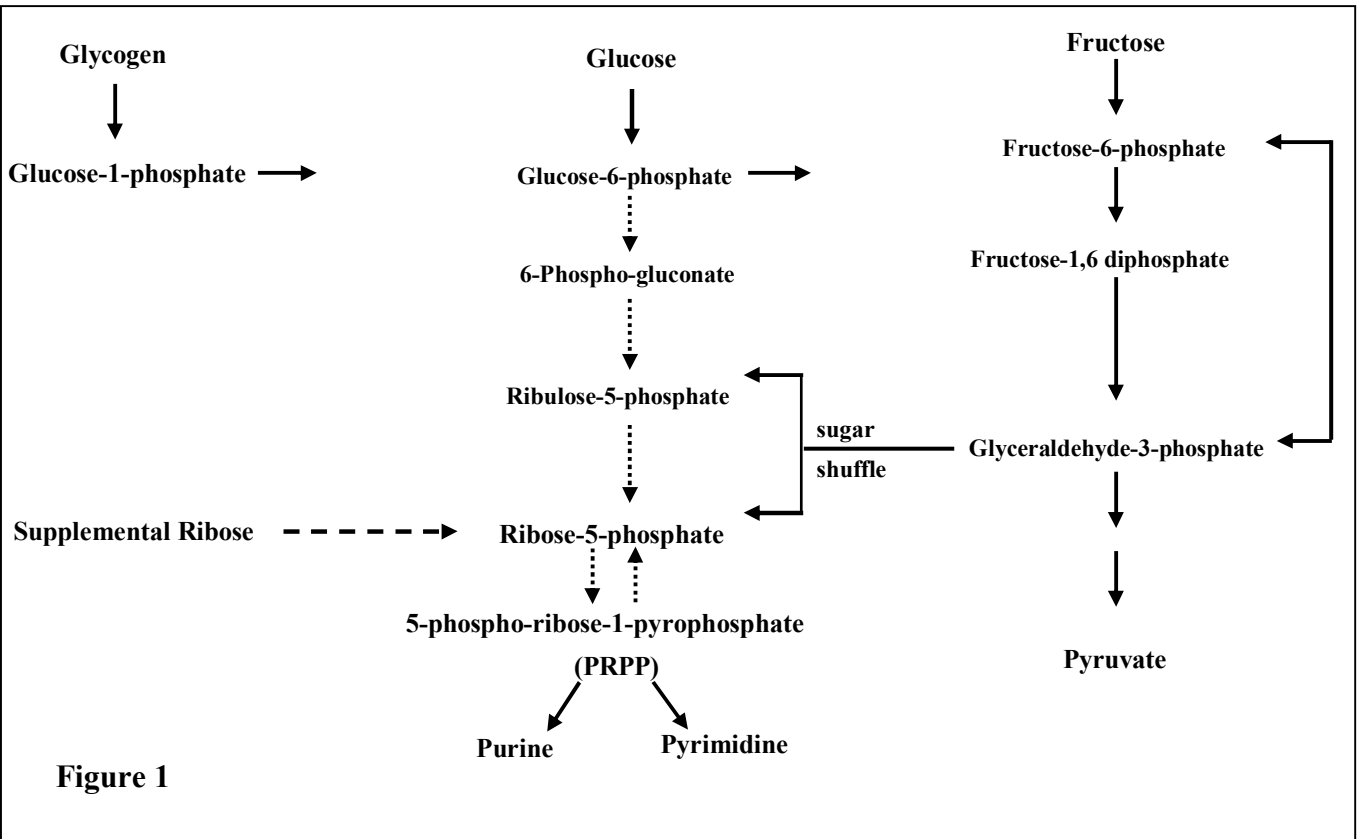 Glycogen
Glucose
Fructose
Glucose-1-phosphate
Glucose-6-phosphate
Fructose-6-phosphate
6-Phospho-gluconate
Fructose-1,6 diphosphate
Ribulose-5-phosphate
sugar
shuffle
Glyceraldehyde-3-phosphate
Supplemental Ribose
Ribose-5-phosphate
5-phospho-ribose-1-pyrophosphate
(PRPP)
Pyruvate
Purine
Pyrimidine
Figure 1